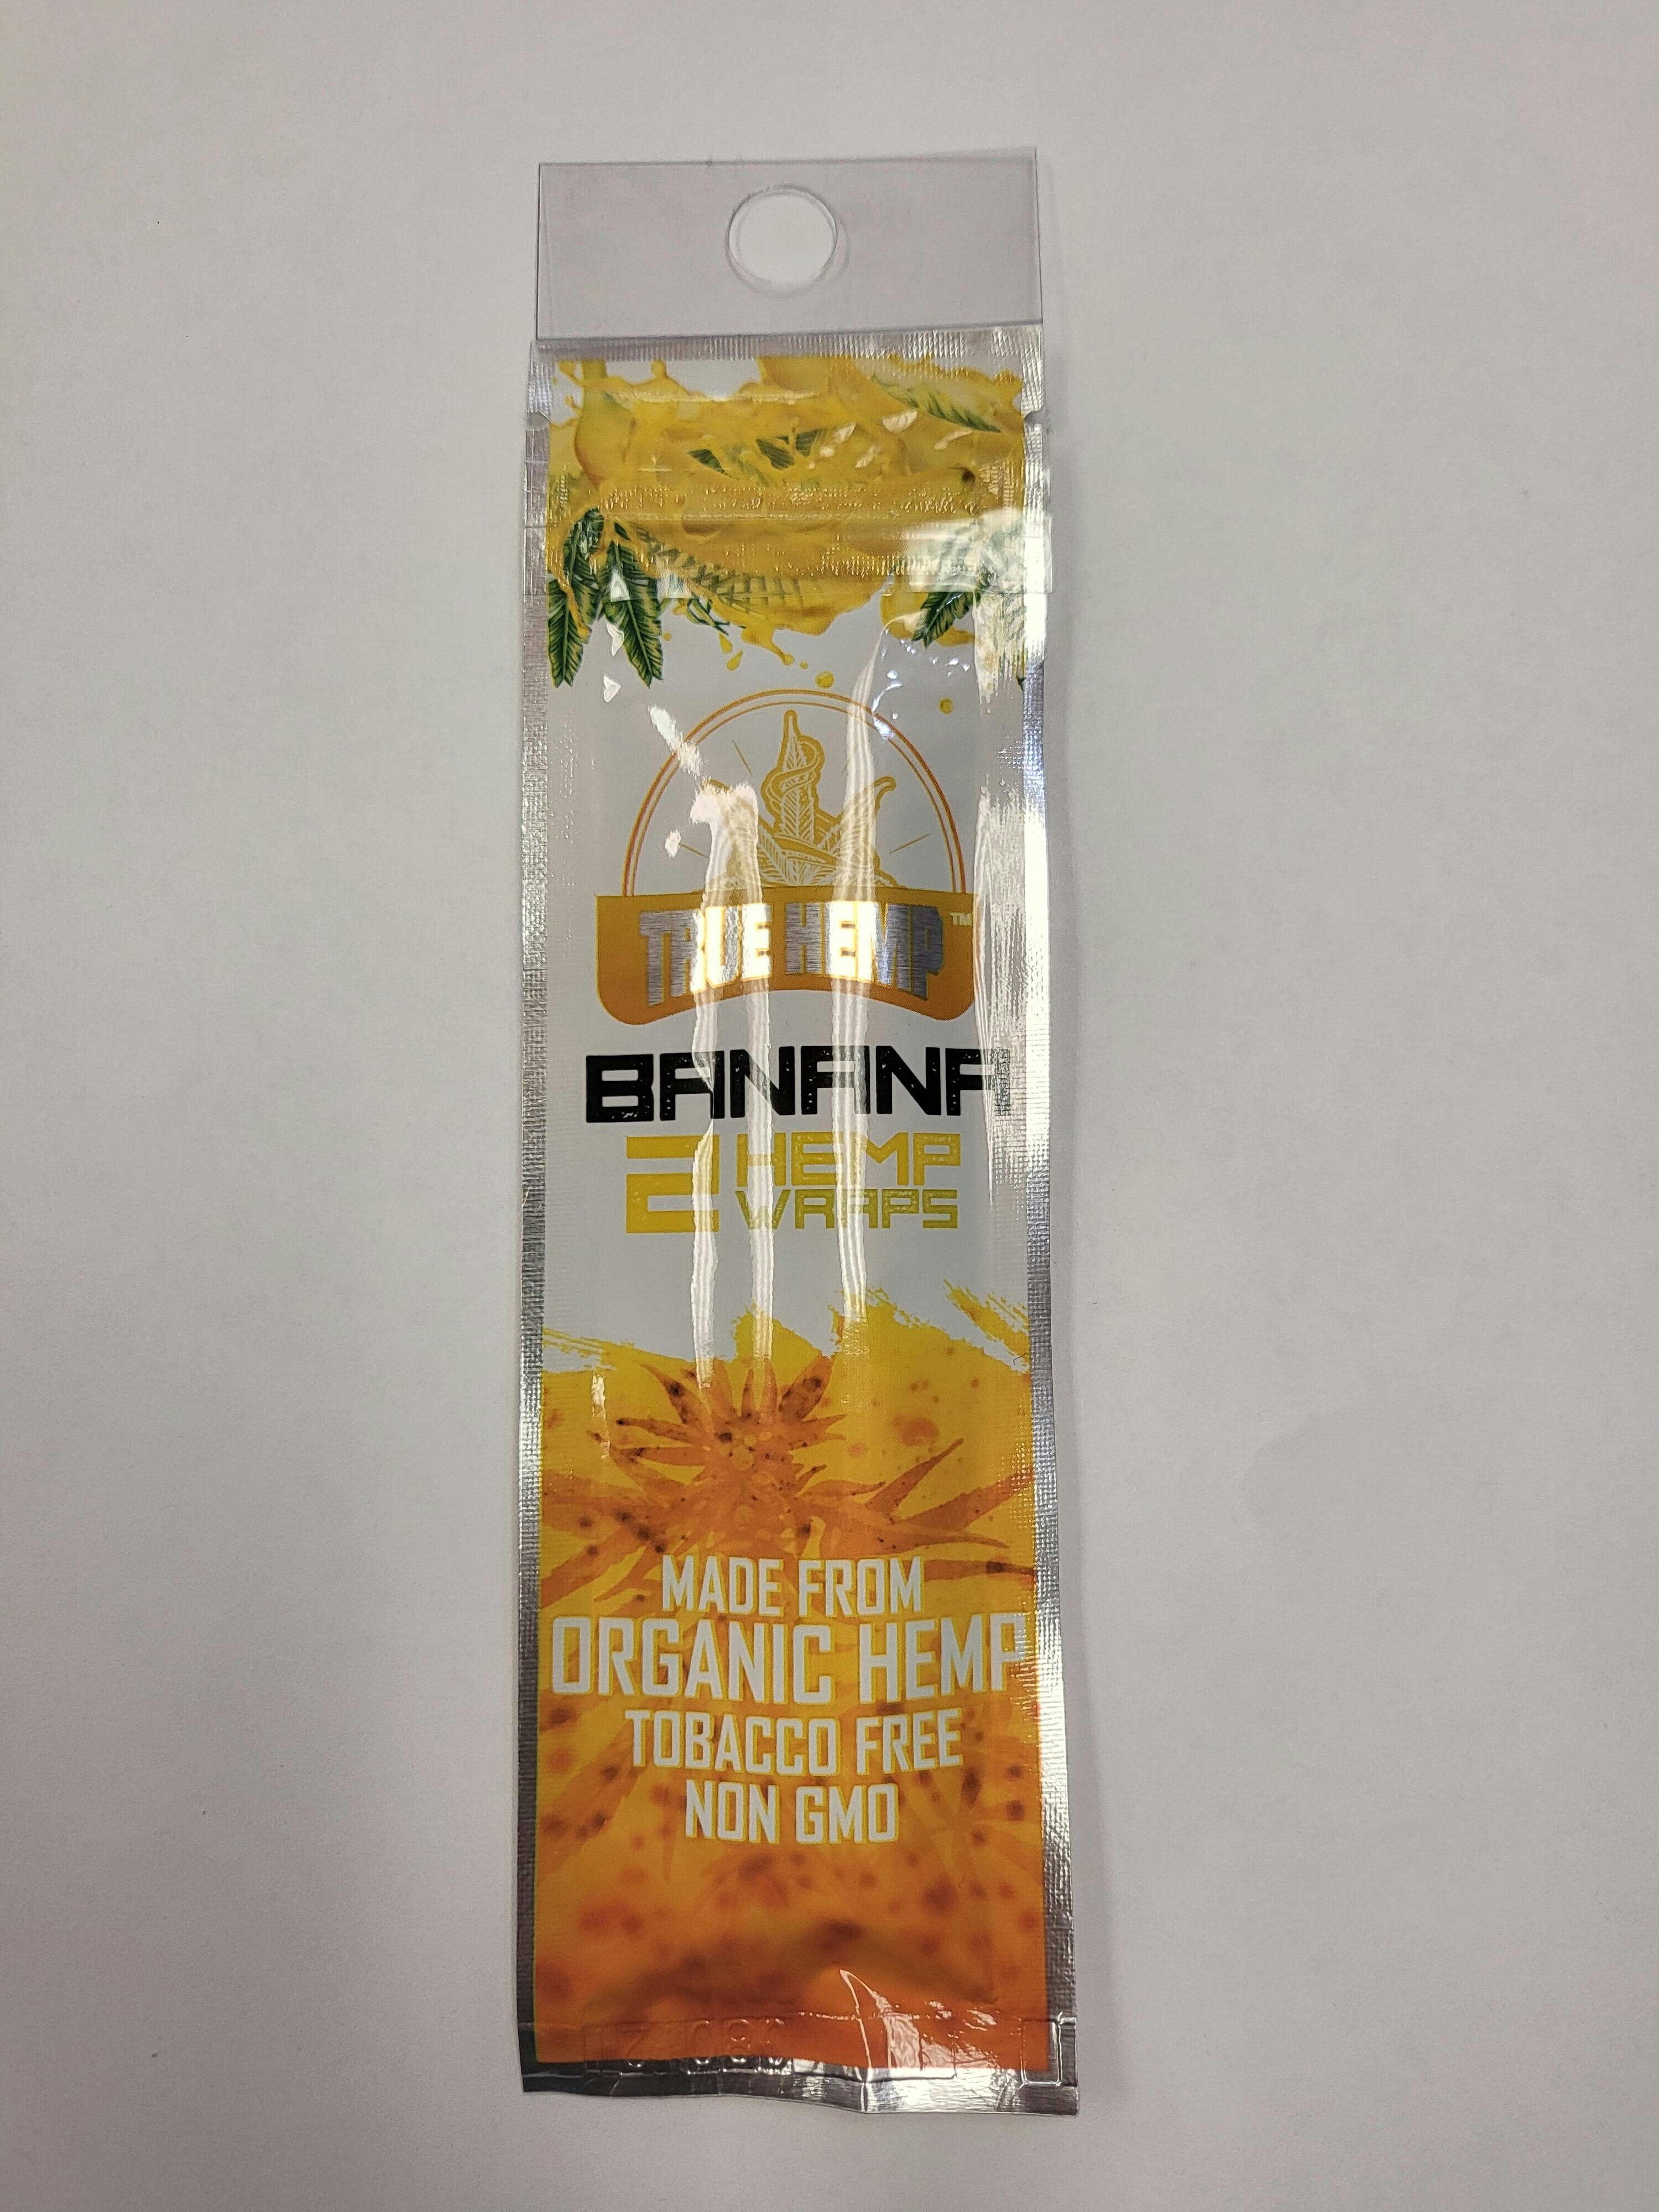 TRUE HEMP™
BANANA
2 HEMP
WRAPS
MADE FROM
ORGANIC HEMP
TOBACCO FREE
NON GMO